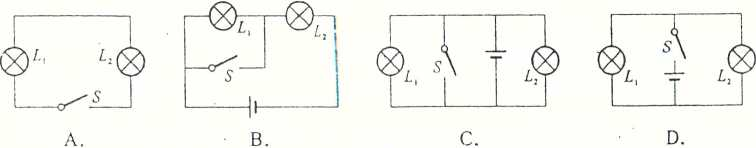 L₁ L₂ S
L₁ L₂ S
L₁ S L₂
L₁ S L₂
A. B. C. D.